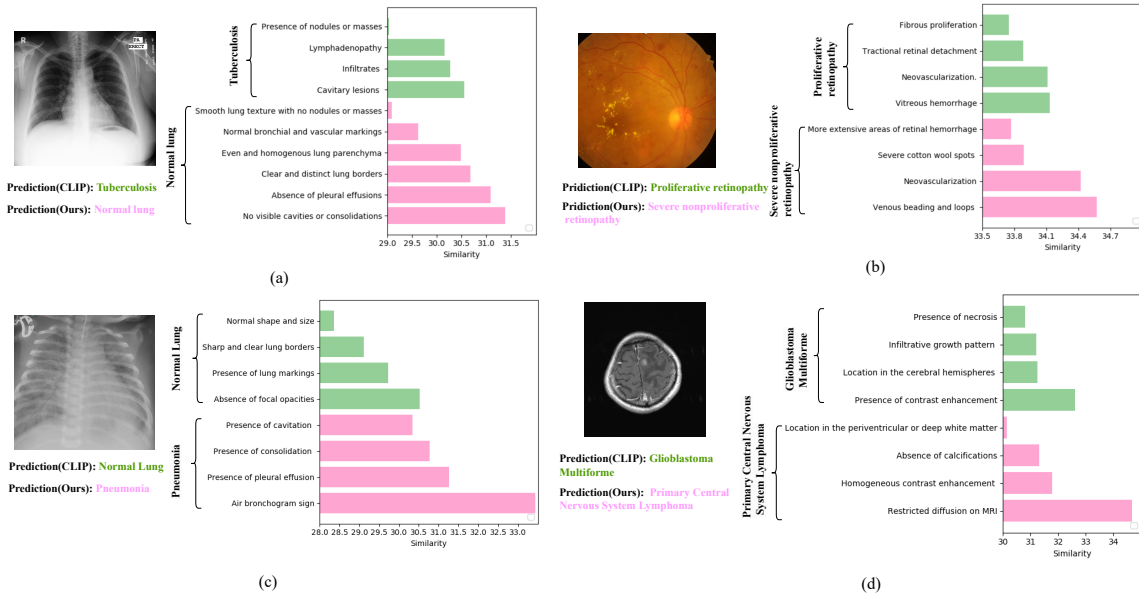 R
PA
ERECT
Tuberculosis
Presence of nodules or masses
Lymphadenopathy
Infiltrates
Cavitary lesions
Normal lung
Smooth lung texture with no nodules or masses
Normal bronchial and vascular markings
Even and homogenous lung parenchyma
Clear and distinct lung borders
Absence of pleural effusions
No visible cavities or consolidations
29.0 29.5 30.0 30.5 31.0 31.5
Similarity
Prediction(CLIP): Tuberculosis
Prediction(Ours): Normal lung
(a)
Proliferative
retinopathy
Fibrous proliferation
Tractional retinal detachment
Neovascularization.
Vitreous hemorrhage
Severe nonproliferative
retinopathy
More extensive areas of retinal hemorrhage
Severe cotton wool spots
Neovascularization
Venous beading and loops
33.5 33.8 34.1 34.4 34.7
Similarity
Pridiction(CLIP): Proliferative retinopathy
Pridiction(Ours): Severe nonproliferative
retinopathy
(b)
Normal Lung
Normal shape and size
Sharp and clear lung borders
Presence of lung markings
Absence of focal opacities
Pneumonia
Presence of cavitation
Presence of consolidation
Presence of pleural effusion
Air bronchogram sign
28.0 28.5 29.0 29.5 30.0 30.5 31.0 31.5 32.0 32.5 33.0
Similarity
Prediction(CLIP): Normal Lung
Prediction(Ours): Pneumonia
(c)
Glioblastoma
Multiforme
Presence of necrosis
Infiltrative growth pattern
Location in the cerebral hemispheres
Presence of contrast enhancement
Primary Central Nervous
System Lymphoma
Location in the periventricular or deep white matter
Absence of calcifications
Homogeneous contrast enhancement
Restricted diffusion on MRI
30 31 32 33 34
Similarity
Prediction(CLIP): Glioblastoma
Multiforme
Prediction(Ours): Primary Central
Nervous System Lymphoma
(d)